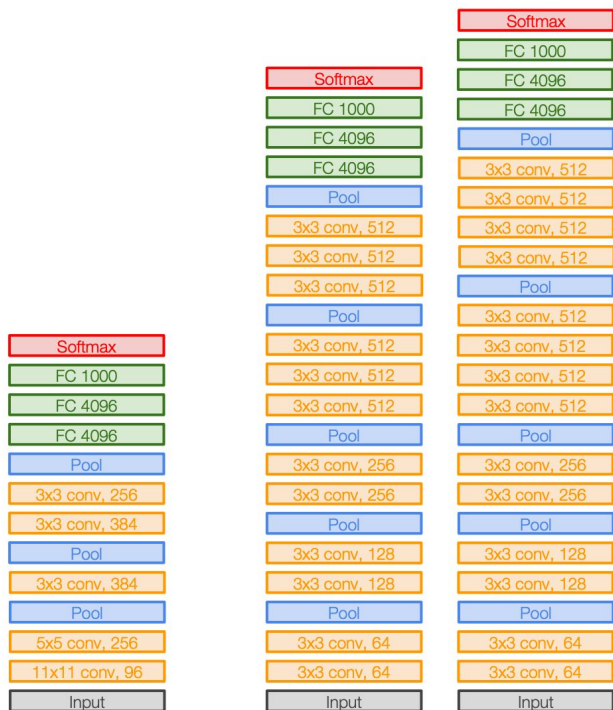 Softmax
FC 1000
FC 4096
FC 4096
Pool
3x3 conv, 256
3x3 conv, 384
Pool
3x3 conv, 384
Pool
5x5 conv, 256
11x11 conv, 96
Input
Softmax
FC 1000
FC 4096
FC 4096
Pool
3x3 conv, 512
3x3 conv, 512
3x3 conv, 512
Pool
3x3 conv, 512
3x3 conv, 512
3x3 conv, 512
Pool
3x3 conv, 256
3x3 conv, 256
Pool
3x3 conv, 128
3x3 conv, 128
Pool
3x3 conv, 64
3x3 conv, 64
Input
Softmax
FC 1000
FC 4096
FC 4096
Pool
3x3 conv, 512
3x3 conv, 512
3x3 conv, 512
3x3 conv, 512
Pool
3x3 conv, 512
3x3 conv, 512
3x3 conv, 512
3x3 conv, 512
Pool
3x3 conv, 256
3x3 conv, 256
Pool
3x3 conv, 128
3x3 conv, 128
Pool
3x3 conv, 64
3x3 conv, 64
Input